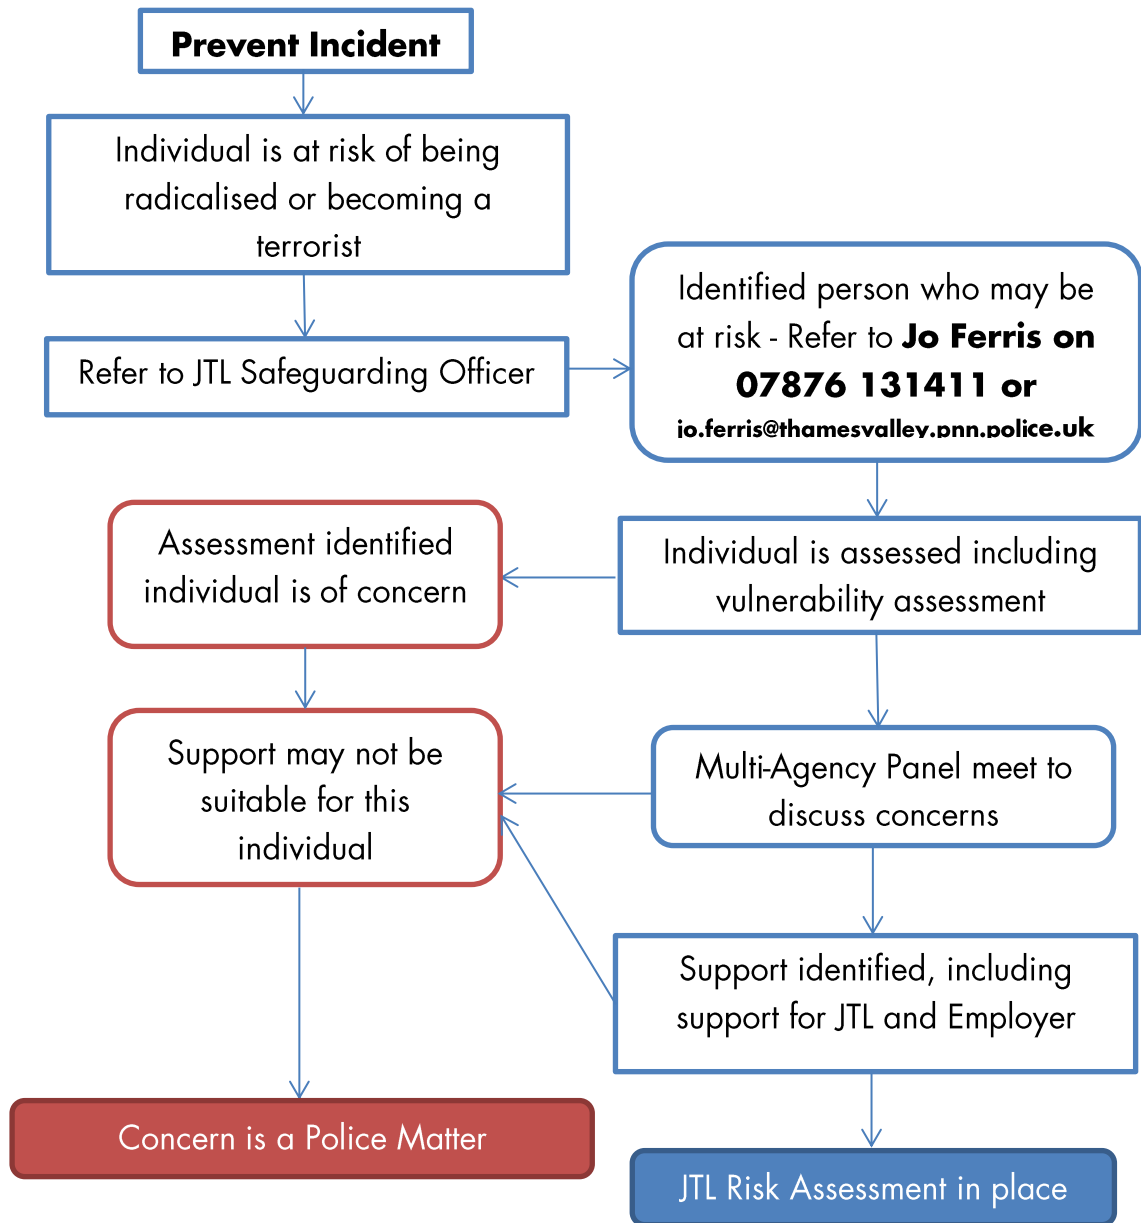 Prevent Incident
Individual is at risk of being
radicalised or becoming a
terrorist
Refer to JTL Safeguarding Officer
Identified person who may be
at risk - Refer to Jo Ferris on
07876 131411 or
jo.ferris@thamesvalley.pnn.police.uk
Assessment identified
individual is of concern
Individual is assessed including
vulnerability assessment
Support may not be
suitable for this
individual
Multi-Agency Panel meet to
discuss concerns
Support identified, including
support for JTL and Employer
Concern is a Police Matter
JTL Risk Assessment in place